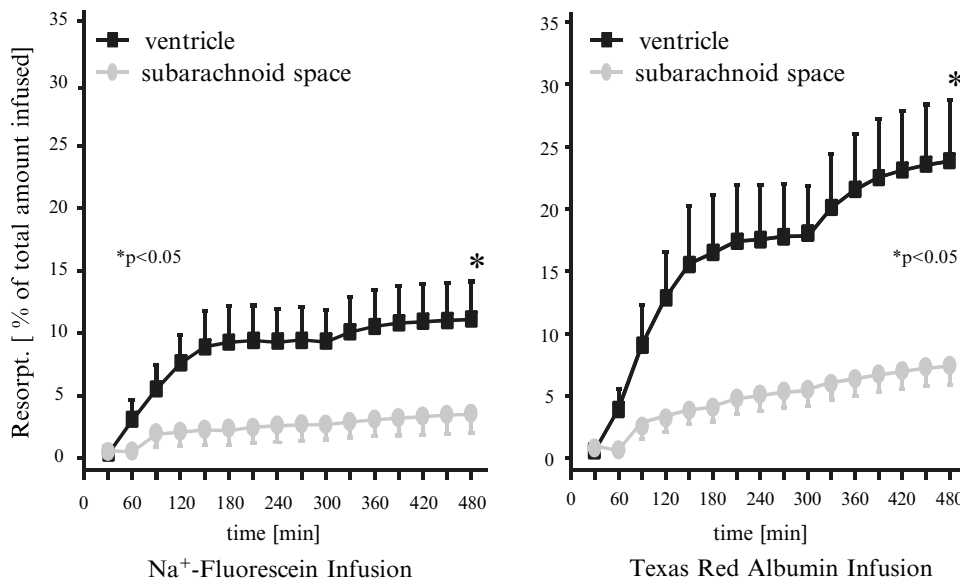 Resorpt. [ % of total amount infused]
35
30
25
20
15
10
5
0
ventricle
subarachnoid space
*p<0.05
*
0 60 120 180 240 300 360 420 480
time [min]
Na⁺-Fluorescein Infusion
35
30
25
20
15
10
5
0
ventricle
subarachnoid space
*
*p<0.05
0 60 120 180 240 300 360 420 480
time [min]
Texas Red Albumin Infusion